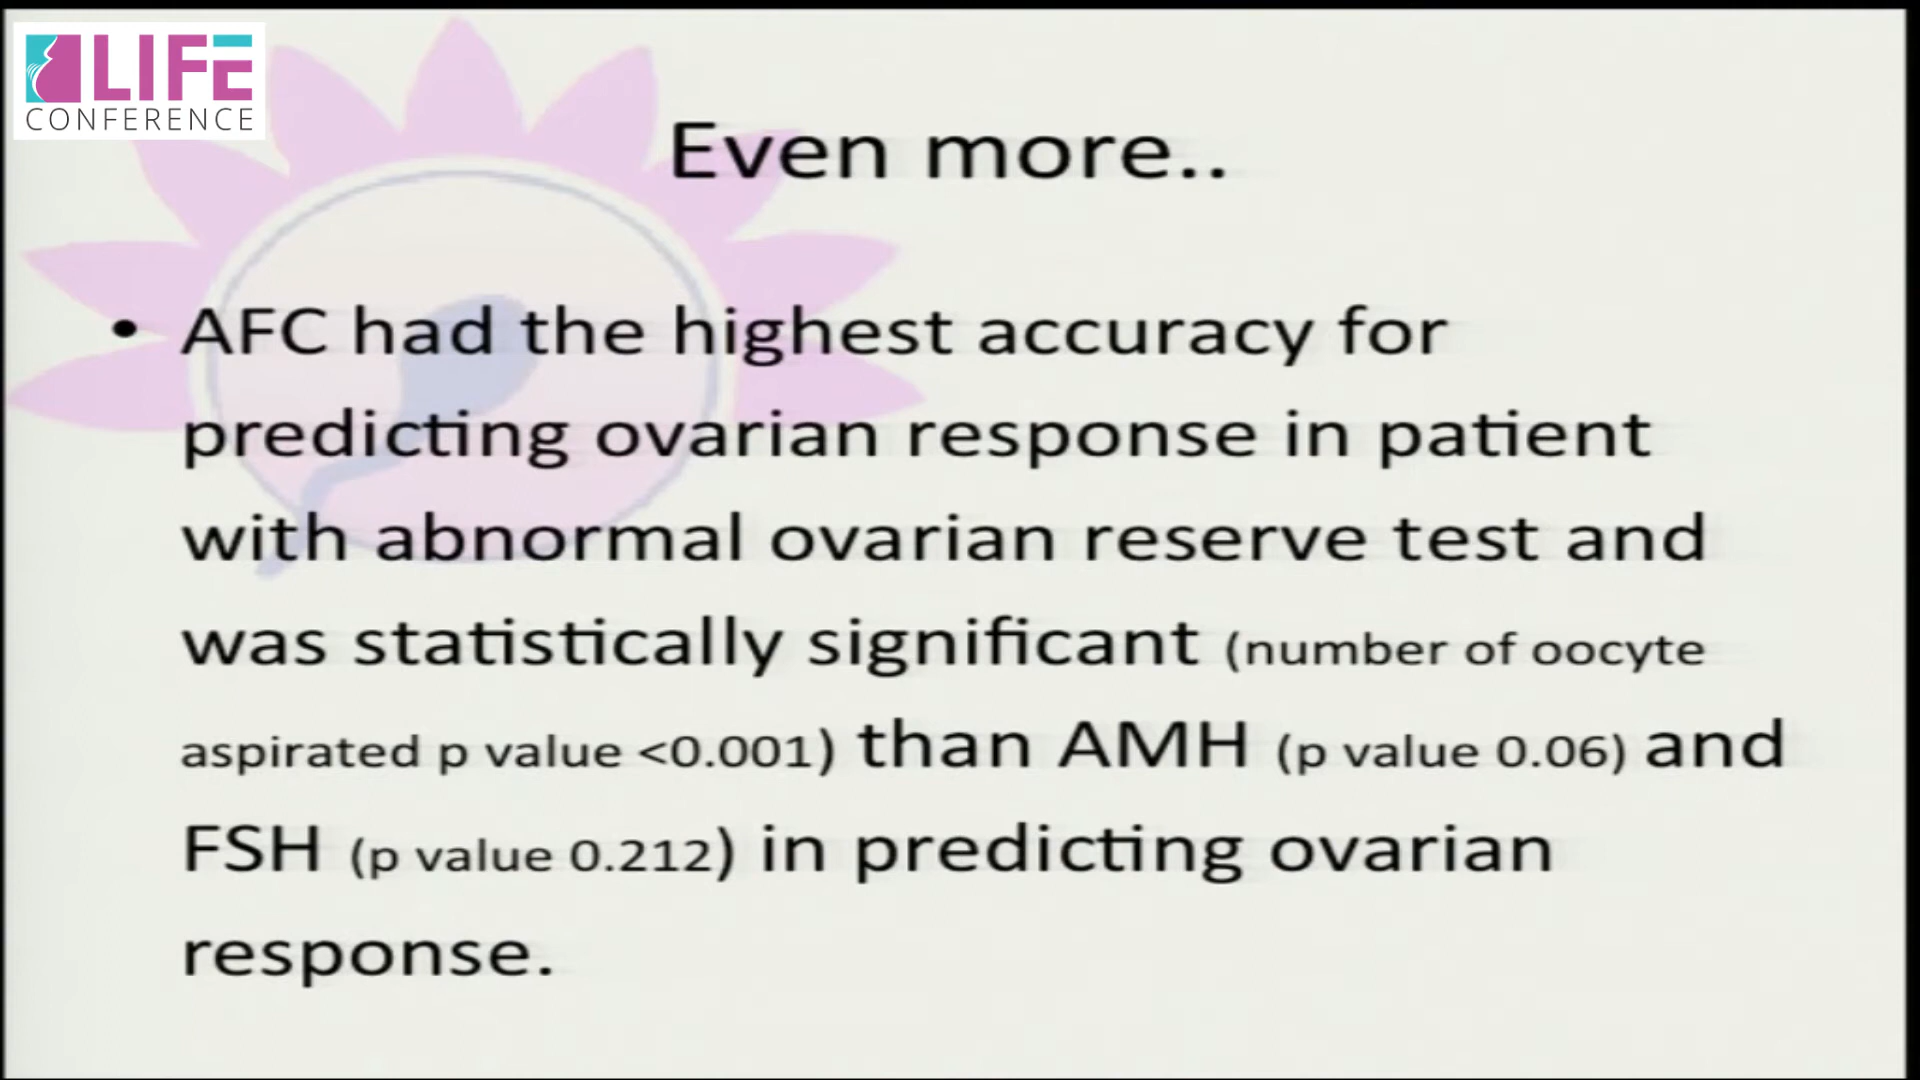 LIFE
CONFERENCE
Even more..
• AFC had the highest accuracy for
predicting ovarian response in patient
with abnormal ovarian reserve test and
was statistically significant (number of oocyte
aspirated p value <0.001) than AMH (p value 0.06) and
FSH (p value 0.212) in predicting ovarian
response.